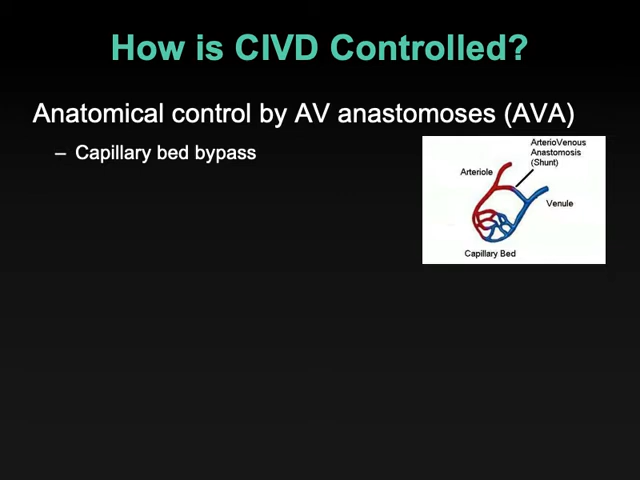 How is CIVD Controlled?
Anatomical control by AV anastomoses (AVA)
– Capillary bed bypass
ArterioVenous
Anastomosis
(Shunt)
Arteriole
Venule
Capillary Bed